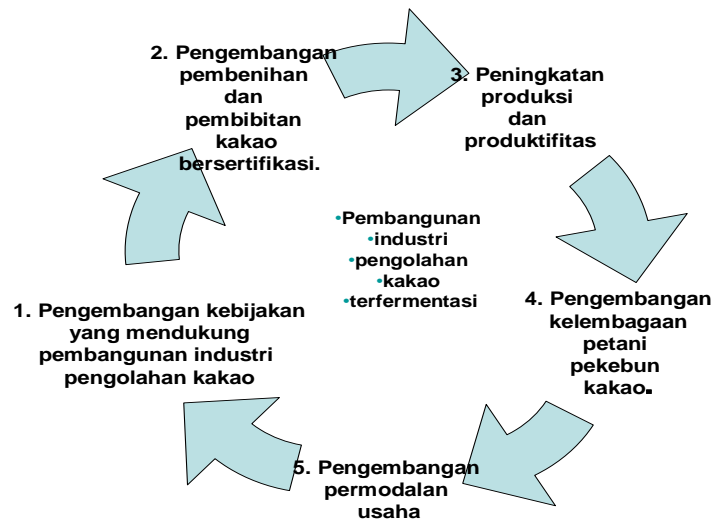 2. Pengembangan
pembenihan
dan
pembibitan
kakao
bersertifikasi.
3. Peningkatan
produksi
dan
produktifitas
•Pembangunan
•industri
•pengolahan
•kakao
•terfermentasi
1. Pengembangan kebijakan
yang mendukung
pembangunan industri
pengolahan kakao
4. Pengembangan
kelembagaan
petani
pekebun
kakao.
5. Pengembangan
permodalan
usaha